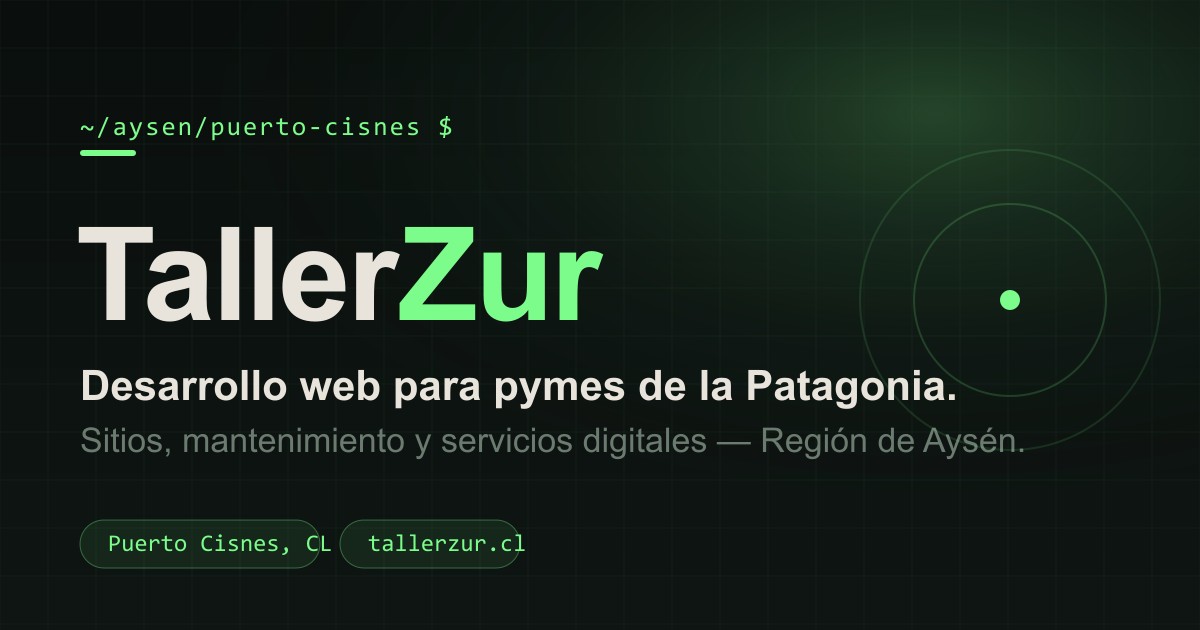 ~/aysen/puerto-cisnes $
TallerZur
Desarrollo web para pymes de la Patagonia.
Sitios, mantenimiento y servicios digitales — Región de Aysén.
Puerto Cisnes, CL
tallerzur.cl